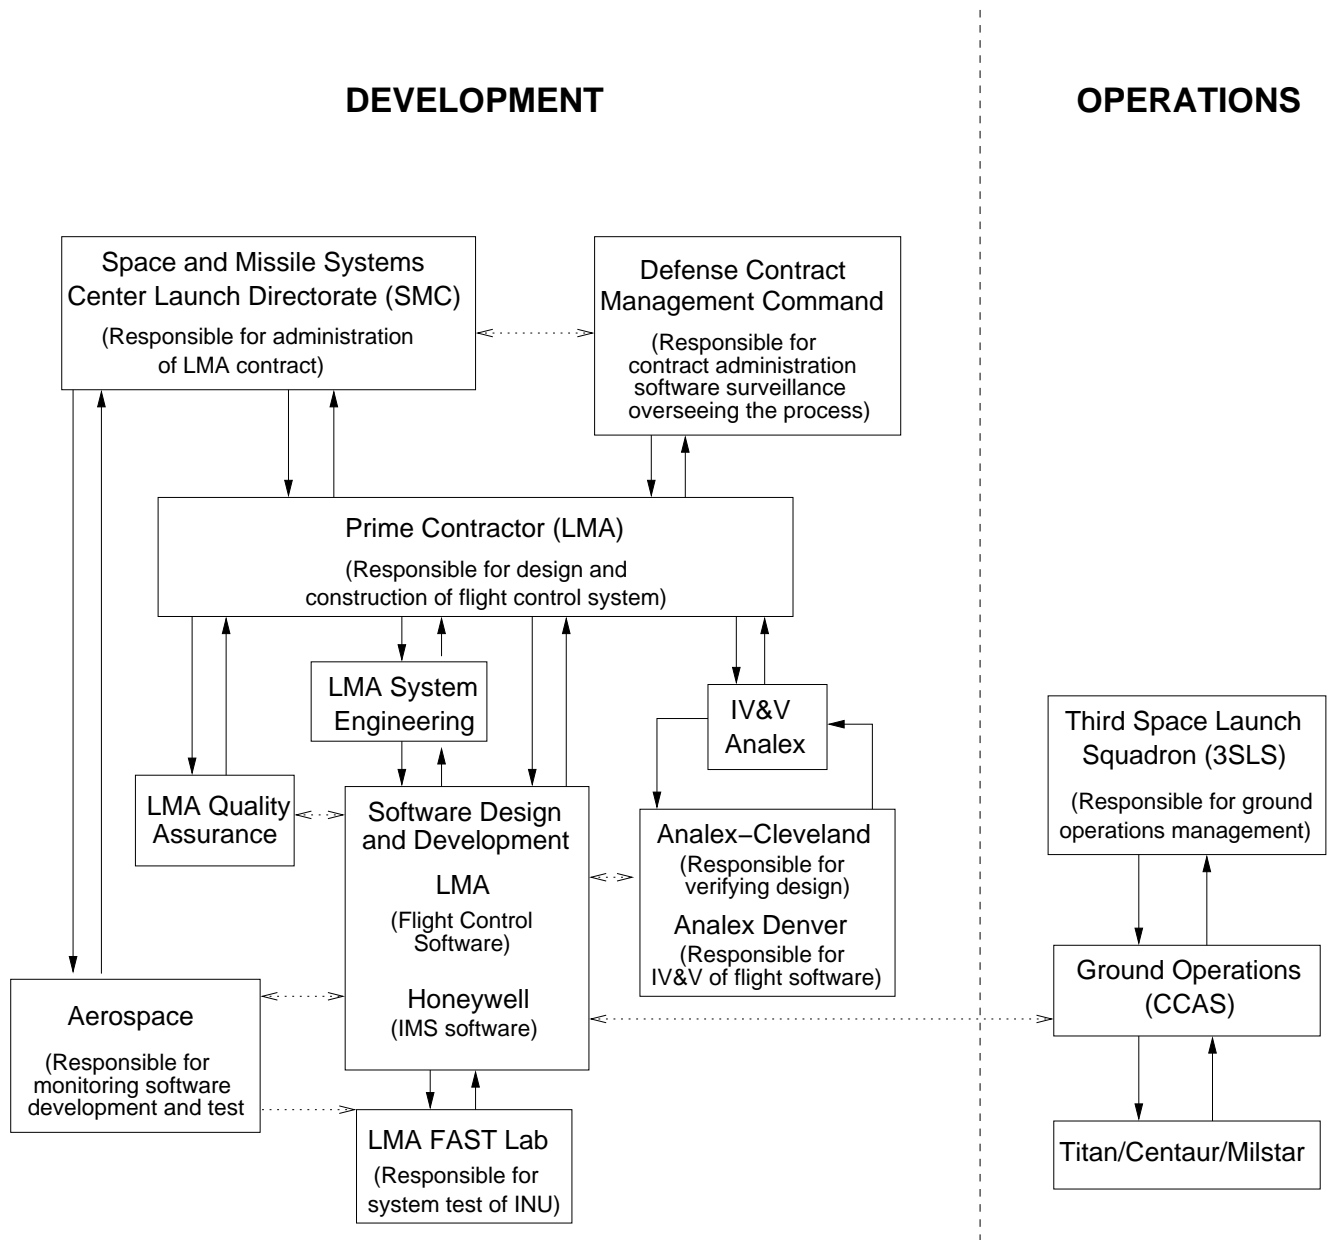 DEVELOPMENT
OPERATIONS
Space and Missile Systems
Center Launch Directorate (SMC)
(Responsible for administration
of LMA contract)
Defense Contract
Management Command
(Responsible for
contract administration
software surveillance
overseeing the process)
Prime Contractor (LMA)
(Responsible for design and
construction of flight control system)
LMA System
Engineering
IV&V
Analex
Third Space Launch
Squadron (3SLS)
(Responsible for ground
operations management)
LMA Quality
Assurance
Software Design
and Development
LMA
(Flight Control
Software)
Honeywell
(IMS software)
Analex−Cleveland
(Responsible for
verifying design)
Analex Denver
(Responsible for
IV&V of flight software)
Ground Operations
(CCAS)
Aerospace
(Responsible for
monitoring software
development and test
LMA FAST Lab
(Responsible for
system test of INU)
Titan/Centaur/Milstar